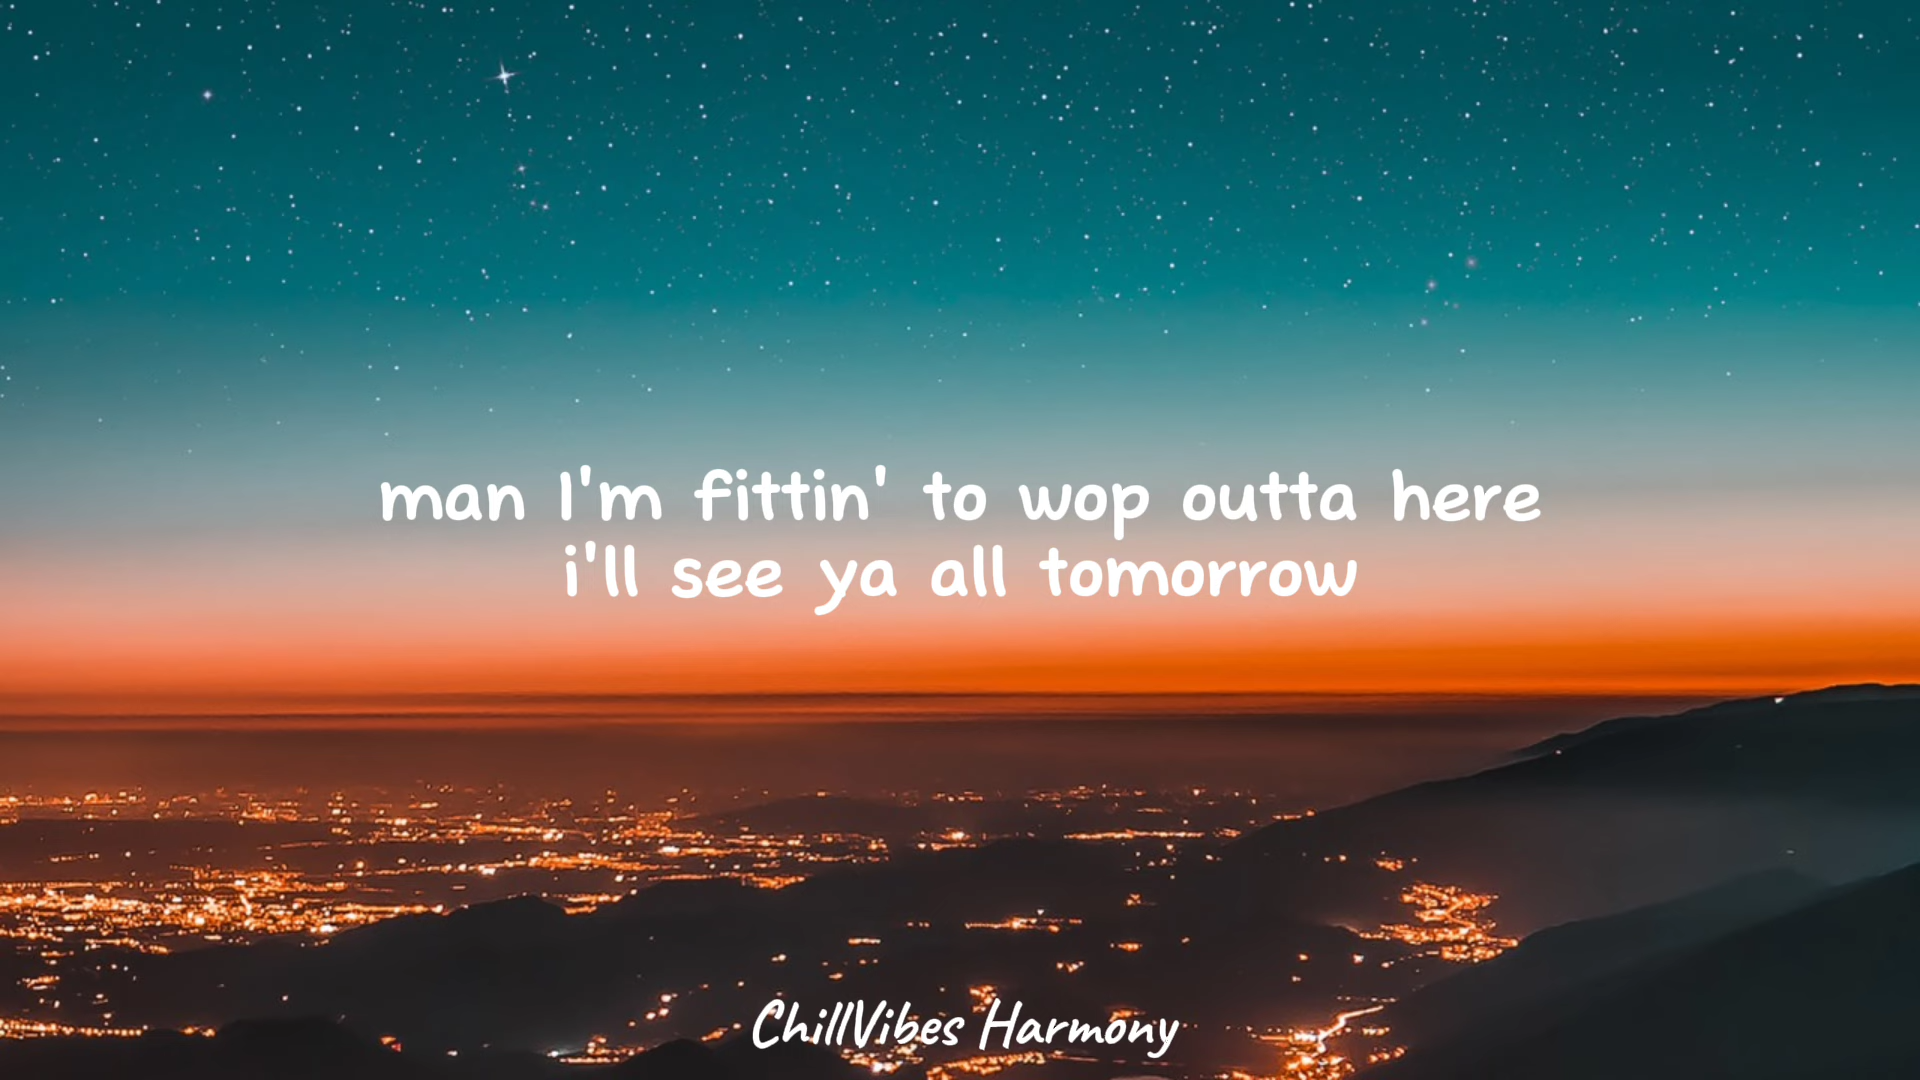 man I'm fittin' to wop outta here
i'll see ya all tomorrow
ChillVibes Harmony